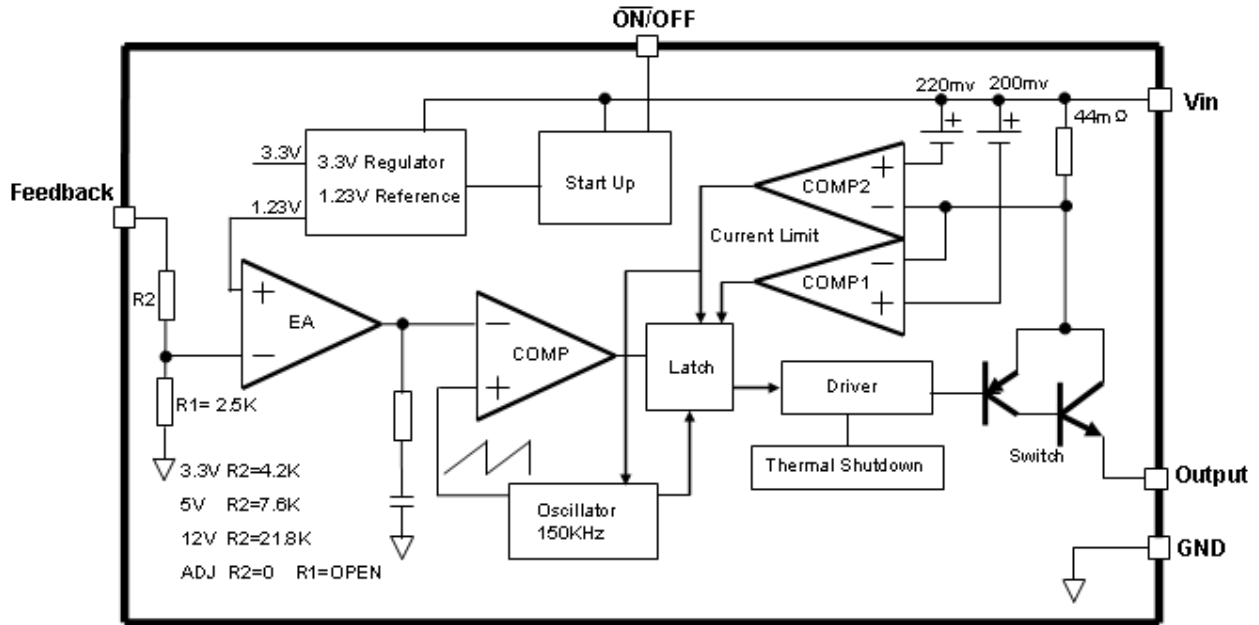 ON/OFF
220mv 200mv
Vin
44mΩ
3.3V
3.3V Regulator
1.23V Reference
Start Up
+
COMP2
−
Feedback
1.23V
Current Limit
−
COMP1
+
R2
+
EA
−
−
COMP
+
Latch
Driver
R1= 2.5K
Thermal Shutdown
Switch
3.3V R2=4.2K
5V R2=7.6K
12V R2=21.8K
ADJ R2=0 R1=OPEN
Oscillator
150KHz
Output
GND